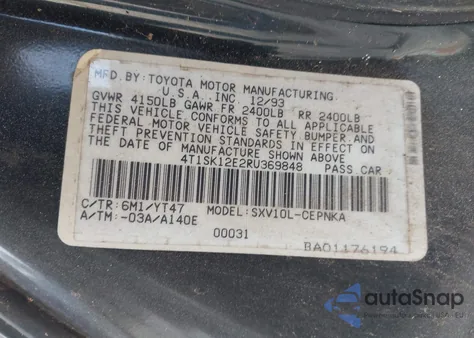 MFD. BY: TOYOTA MOTOR MANUFACTURING,
U.S.A., INC. 12/93
GVWR 4150LB GAWR FR 2400LB RR 2400LB
THIS VEHICLE CONFORMS TO ALL APPLICABLE
FEDERAL MOTOR VEHICLE SAFETY BUMPER, AND
THEFT PREVENTION STANDARDS IN EFFECT ON
THE DATE OF MANUFACTURE SHOWN ABOVE
4T1SK12E2RU369848 PASS.CAR
C/TR: 6M1/YT47 MODEL: SXV10L-CEPNKA
A/TM: -03A/A140E 00031
BA01176194
autoSnap